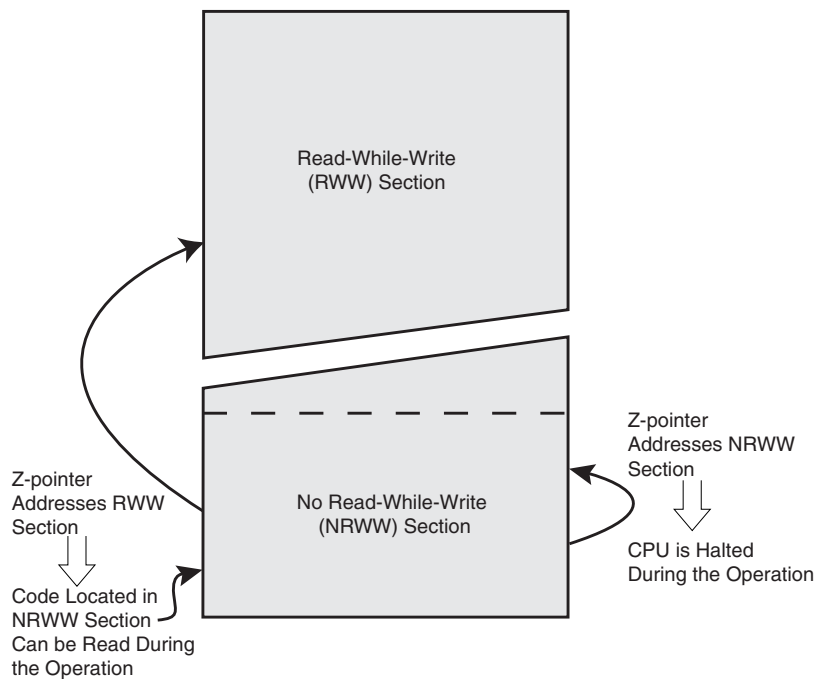 Read-While-Write
(RWW) Section
Z-pointer
Addresses NRWW
Section
CPU is Halted
During the Operation
No Read-While-Write
(NRWW) Section
Z-pointer
Addresses RWW
Section
Code Located in
NRWW Section
Can be Read During
the Operation